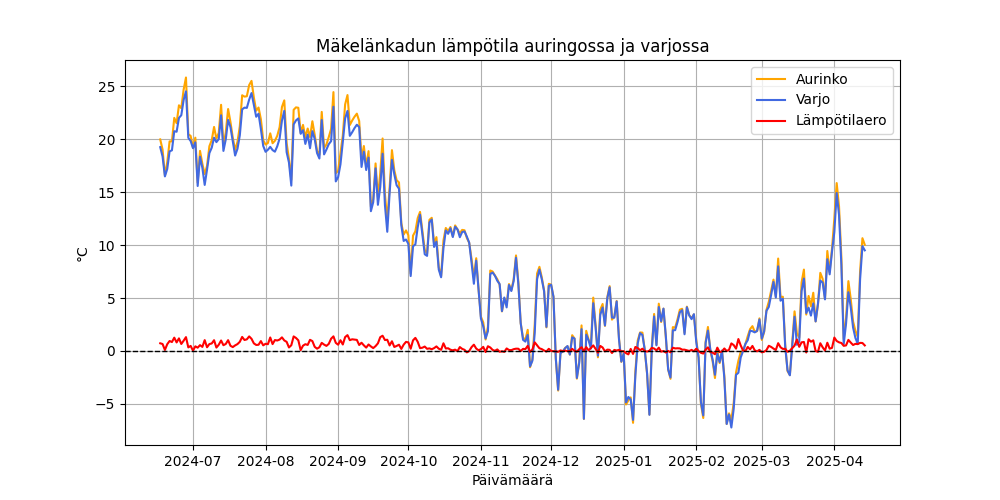 Mäkelänkadun lämpötila auringossa ja varjossa
Aurinko
Varjo
Lämpötilaero
°C
25
20
15
10
5
0
−5
2024-07 2024-08 2024-09 2024-10 2024-11 2024-12 2025-01 2025-02 2025-03 2025-04
Päivämäärä